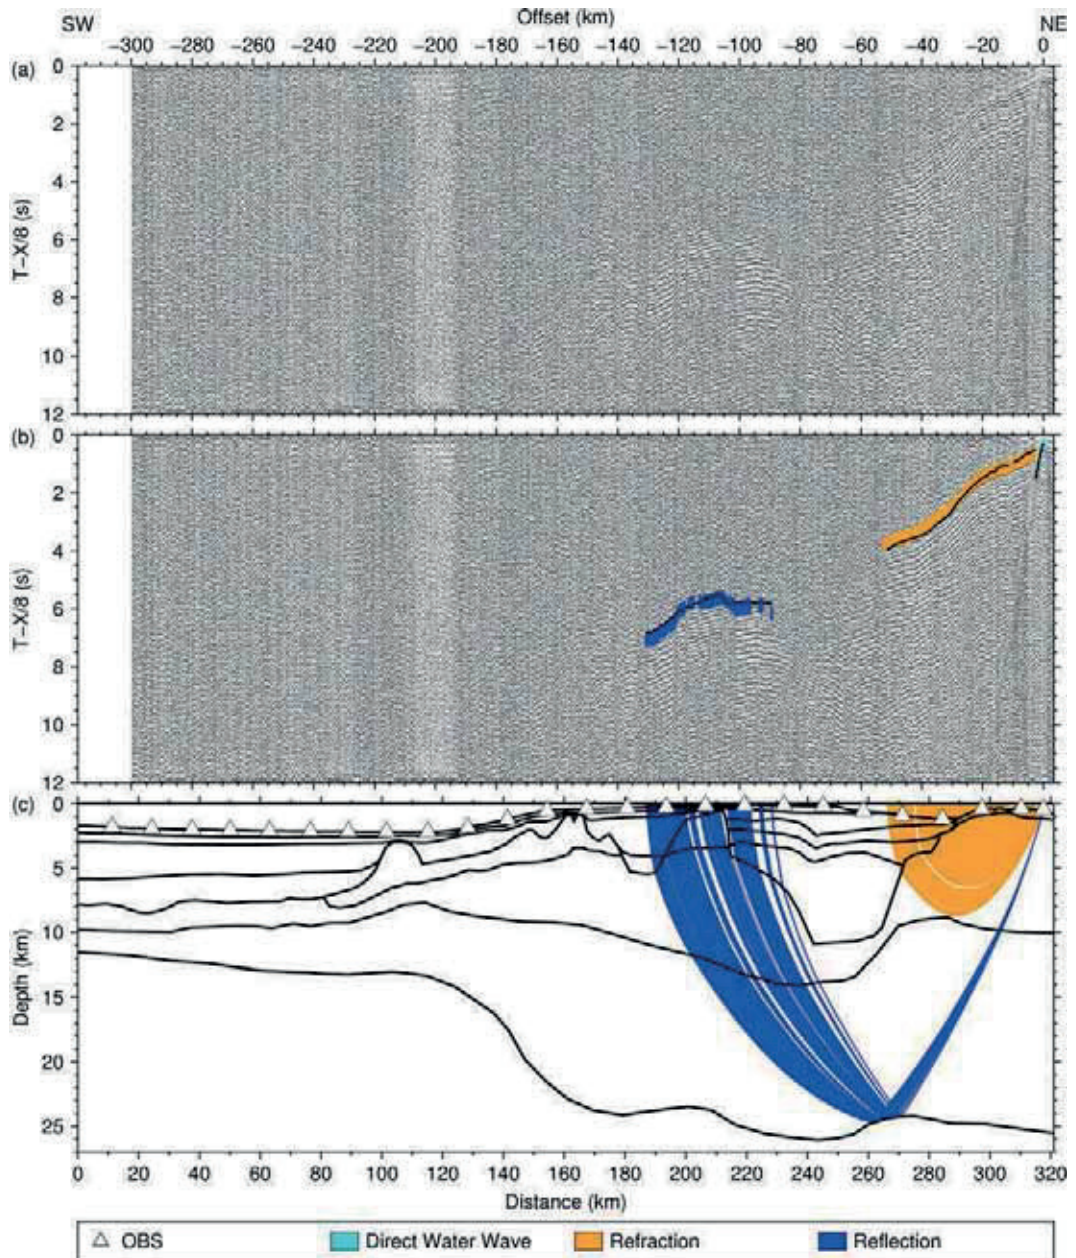 Offset (km)
SW NE
−300 −280 −260 −240 −220 −200 −180 −160 −140 −120 −100 −80 −60 −40 −20 0
(a)
0
2
4
6
8
10
12
T−X/8 (s)
(b)
0
2
4
6
8
10
12
T−X/8 (s)
(c)
0
5
10
15
20
25
Depth (km)
0 20 40 60 80 100 120 140 160 180 200 220 240 260 280 300 320
Distance (km)
OBS Direct Water Wave Refraction Reflection